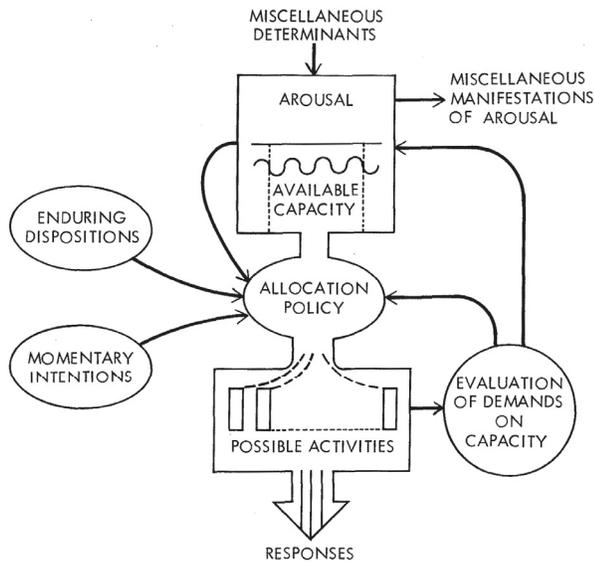 MISCELLANEOUS
DETERMINANTS
AROUSAL
MISCELLANEOUS
MANIFESTATIONS
OF AROUSAL
AVAILABLE
CAPACITY
ENDURING
DISPOSITIONS
ALLOCATION
POLICY
MOMENTARY
INTENTIONS
EVALUATION
OF DEMANDS
ON
CAPACITY
POSSIBLE ACTIVITIES
RESPONSES